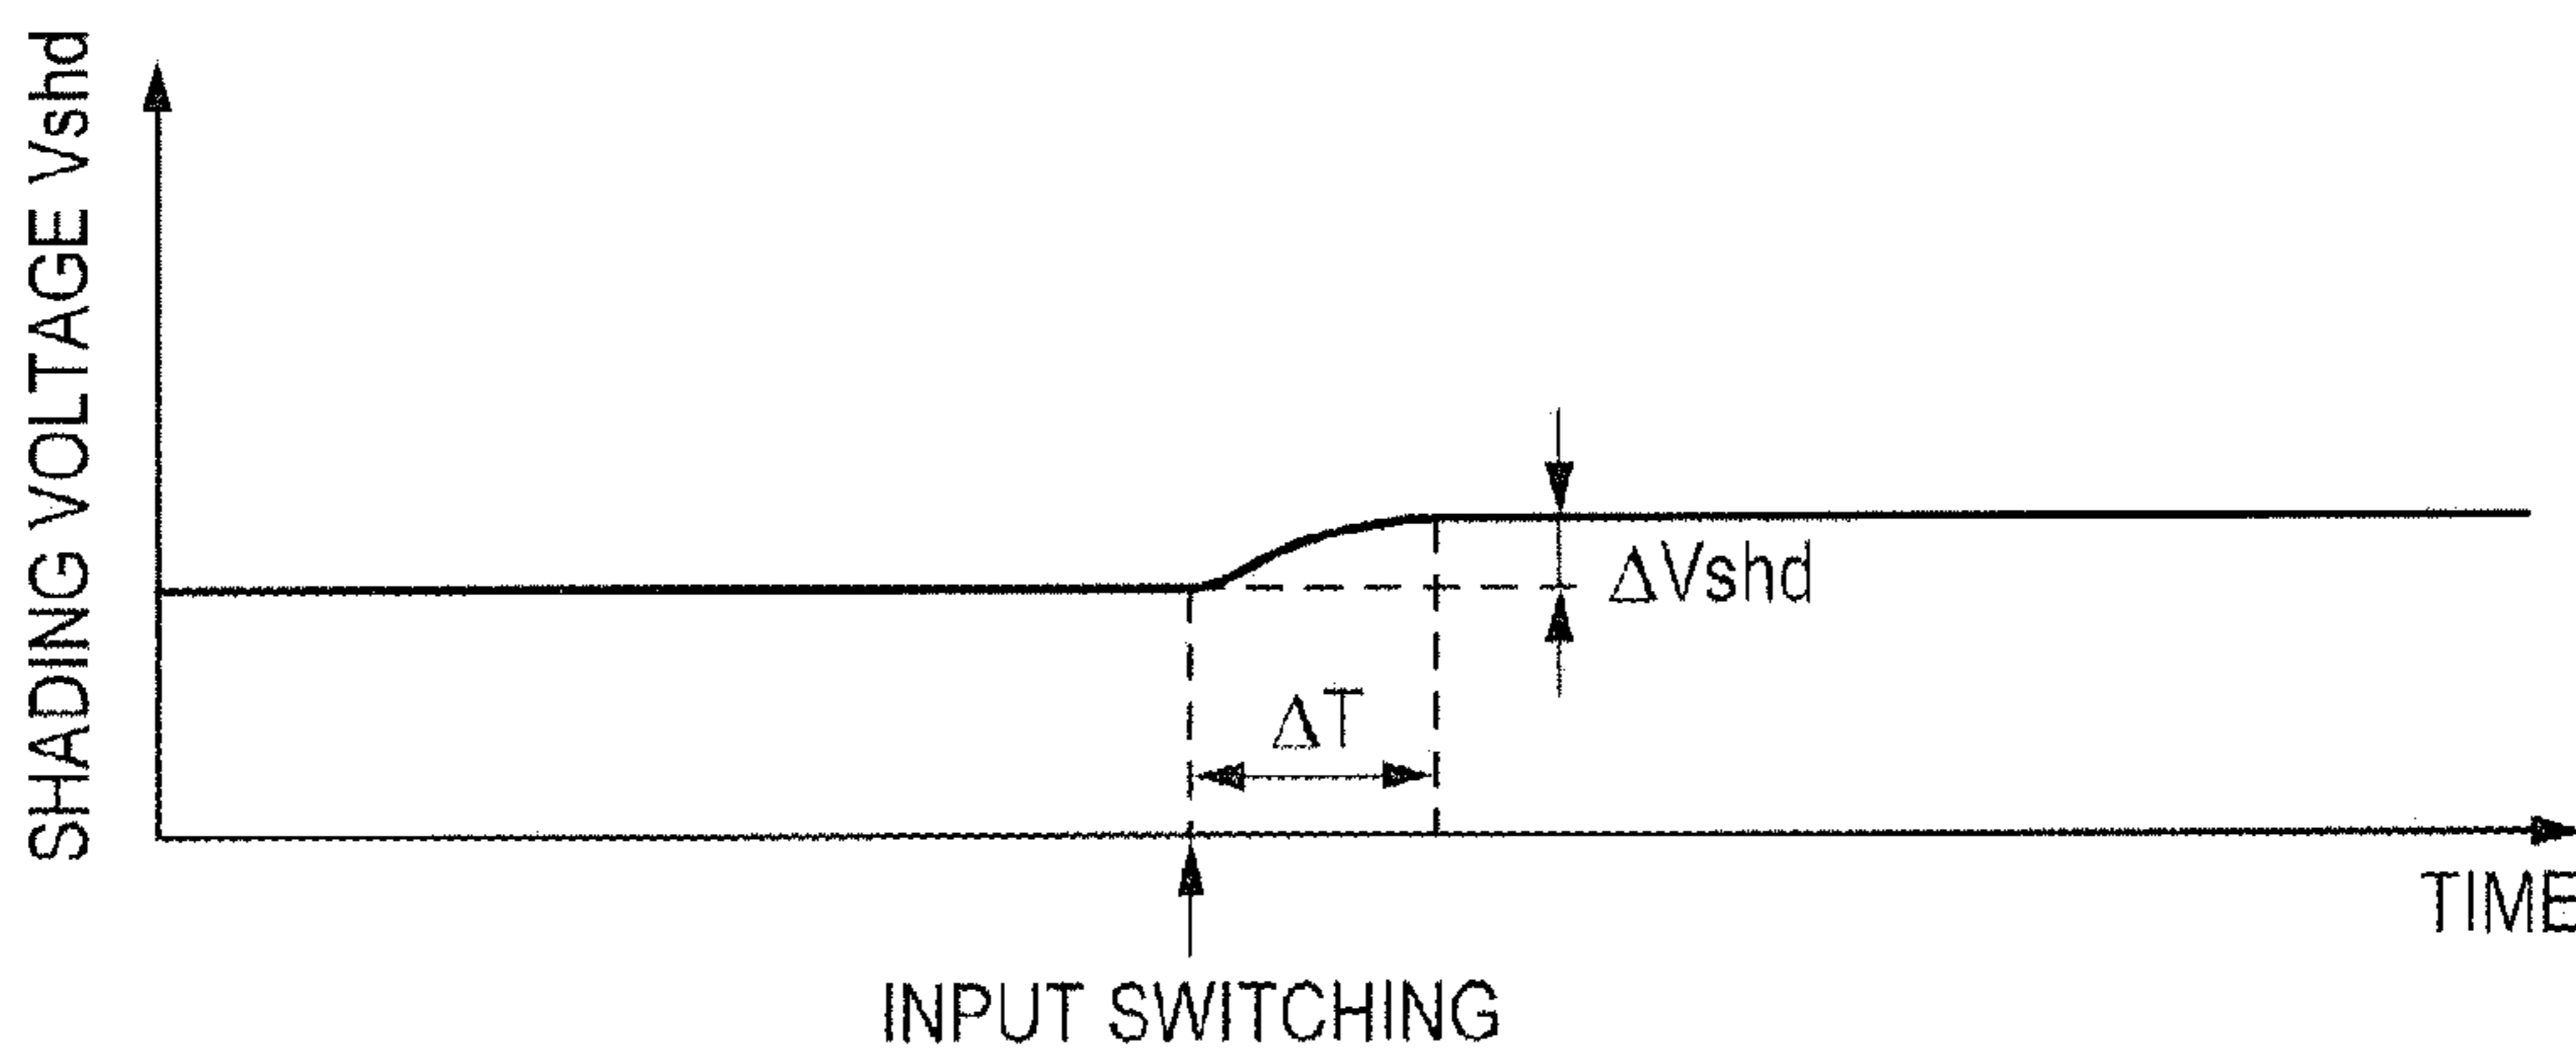 SHADING VOLTAGE Vshd
ΔVshd
ΔT
TIME
INPUT SWITCHING